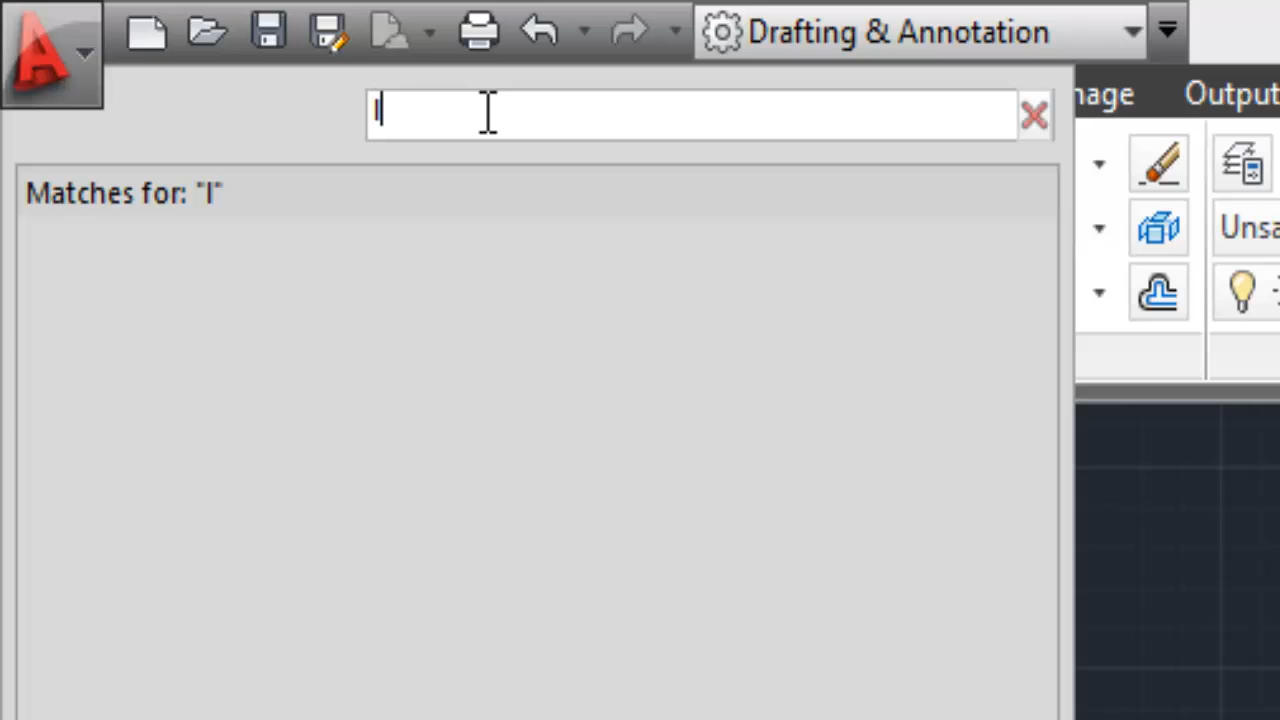 Drafting & Annotation
nage
Output
l
Matches for: "l"
Unsa